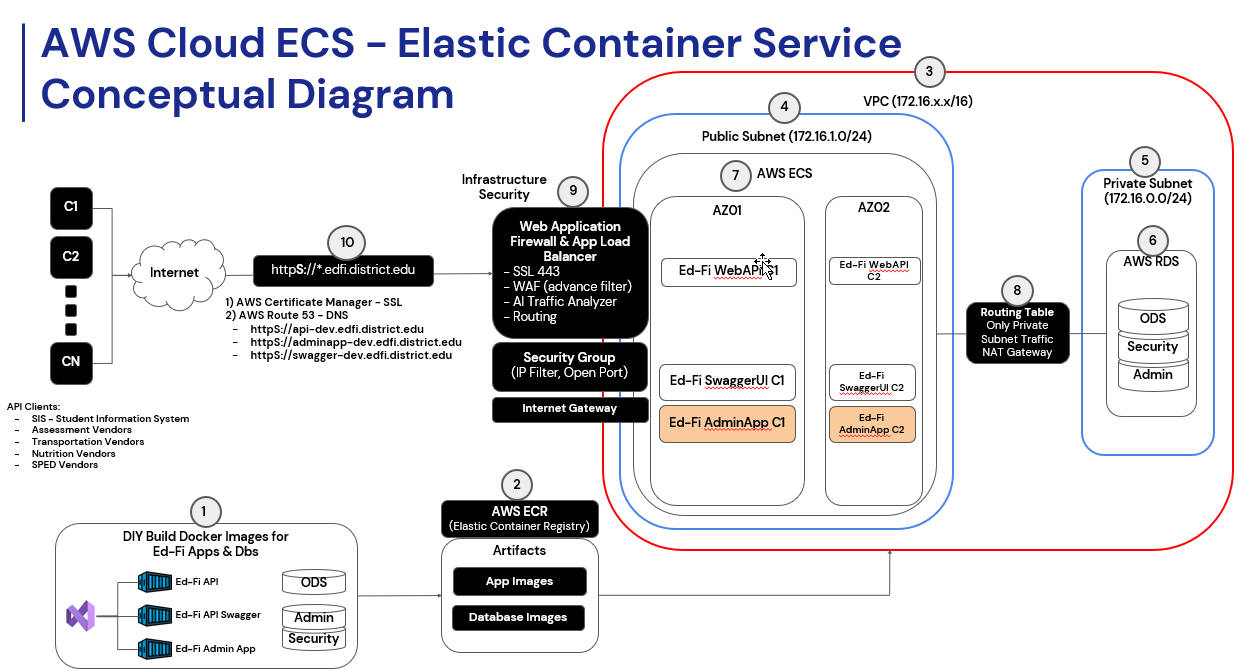 AWS Cloud ECS - Elastic Container Service
Conceptual Diagram
3
VPC (172.16.x.x/16)
4
Public Subnet (172.16.1.0/24)
7
AWS ECS
AZ01
AZ02
Ed-Fi WebAPI C1
Ed-Fi WebAPI
C2
Ed-Fi SwaggerUI C1
Ed-Fi
SwaggerUI C2
Ed-Fi AdminApp C1
Ed-Fi
AdminApp C2
5
Private Subnet
(172.16.0.0/24)
6
AWS RDS
ODS
Security
Admin
8
Routing Table
Only Private
Subnet Traffic
NAT Gateway
Infrastructure
Security
9
Web Application
Firewall & App Load
Balancer
- SSL 443
- WAF (advance filter)
- AI Traffic Analyzer
- Routing
Security Group
(IP Filter, Open Port)
Internet Gateway
C1
C2
CN
Internet
10
httpS://*.edfi.district.edu
1) AWS Certificate Manager - SSL
2) AWS Route 53 - DNS
- httpS://api-dev.edfi.district.edu
- httpS://adminapp-dev.edfi.district.edu
- httpS://swagger-dev.edfi.district.edu
API Clients:
- SIS - Student Information System
- Assessment Vendors
- Transportation Vendors
- Nutrition Vendors
- SPED Vendors
1
DIY Build Docker Images for
Ed-Fi Apps & Dbs
Ed-Fi API
Ed-Fi API Swagger
Ed-Fi Admin App
ODS
Admin
Security
2
AWS ECR
(Elastic Container Registry)
Artifacts
App Images
Database Images